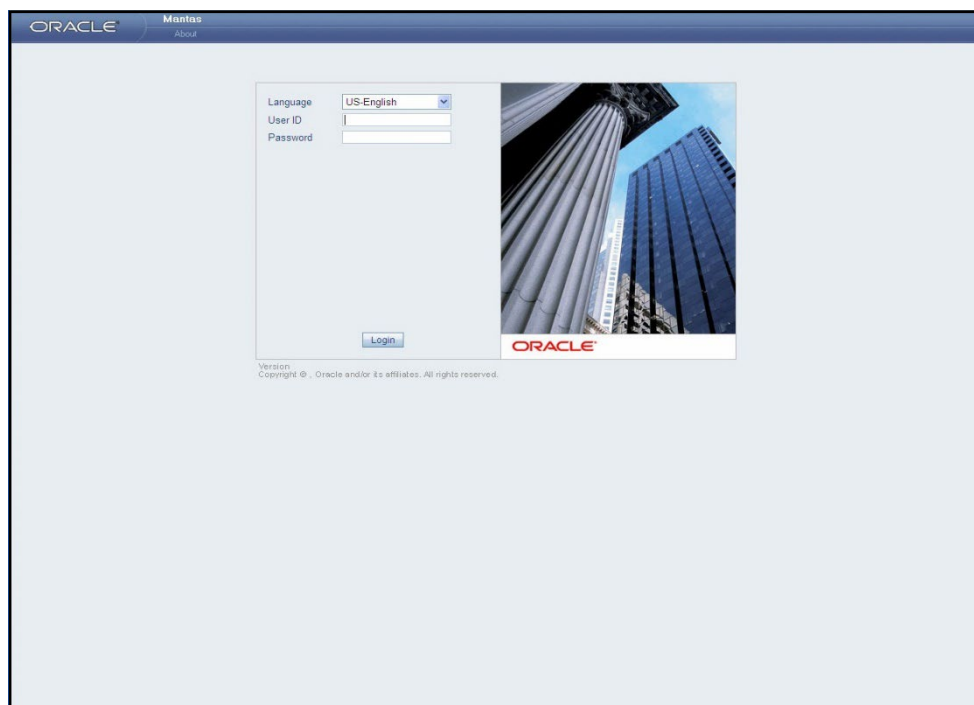 ORACLE®
Mantas
About
Language US-English
User ID
Password
Login
ORACLE®
Version
Copyright © , Oracle and/or its affiliates. All rights reserved.